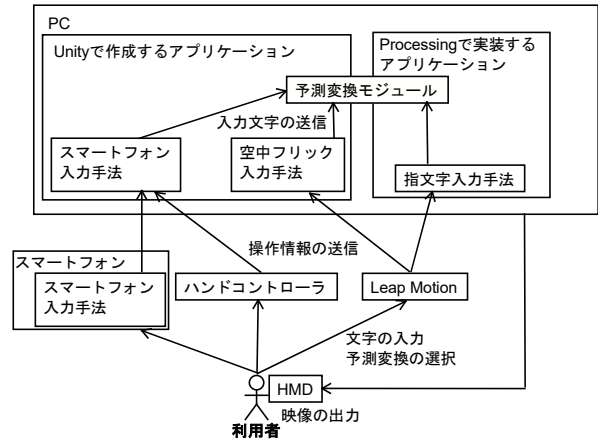 PC
Unityで作成するアプリケーション
Processingで実装する
アプリケーション
予測変換モジュール
入力文字の送信
スマートフォン
入力手法
空中フリック
入力手法
指文字入力手法
操作情報の送信
スマートフォン
スマートフォン
入力手法
ハンドコントローラ
Leap Motion
文字の入力
予測変換の選択
HMD
映像の出力
利用者